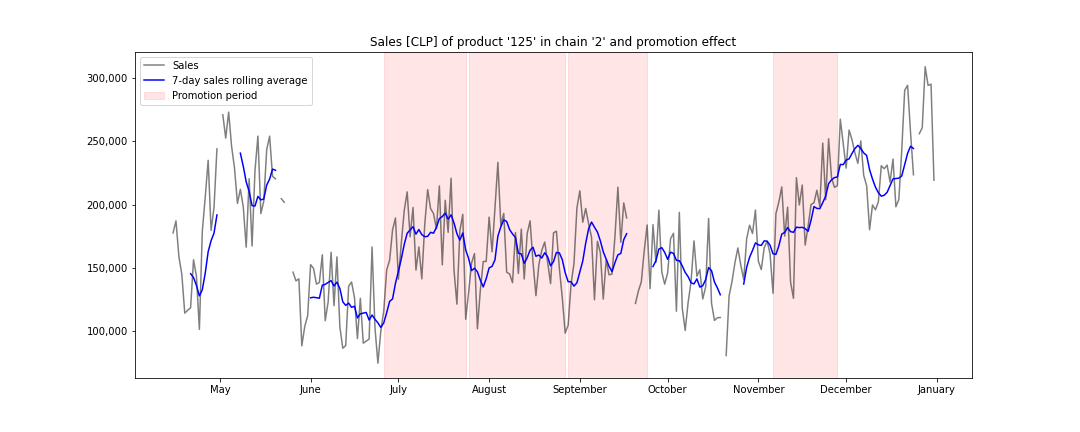 Sales [CLP] of product '125' in chain '2' and promotion effect
Sales
7-day sales rolling average
Promotion period
300,000
250,000
200,000
150,000
100,000
May June July August September October November December January